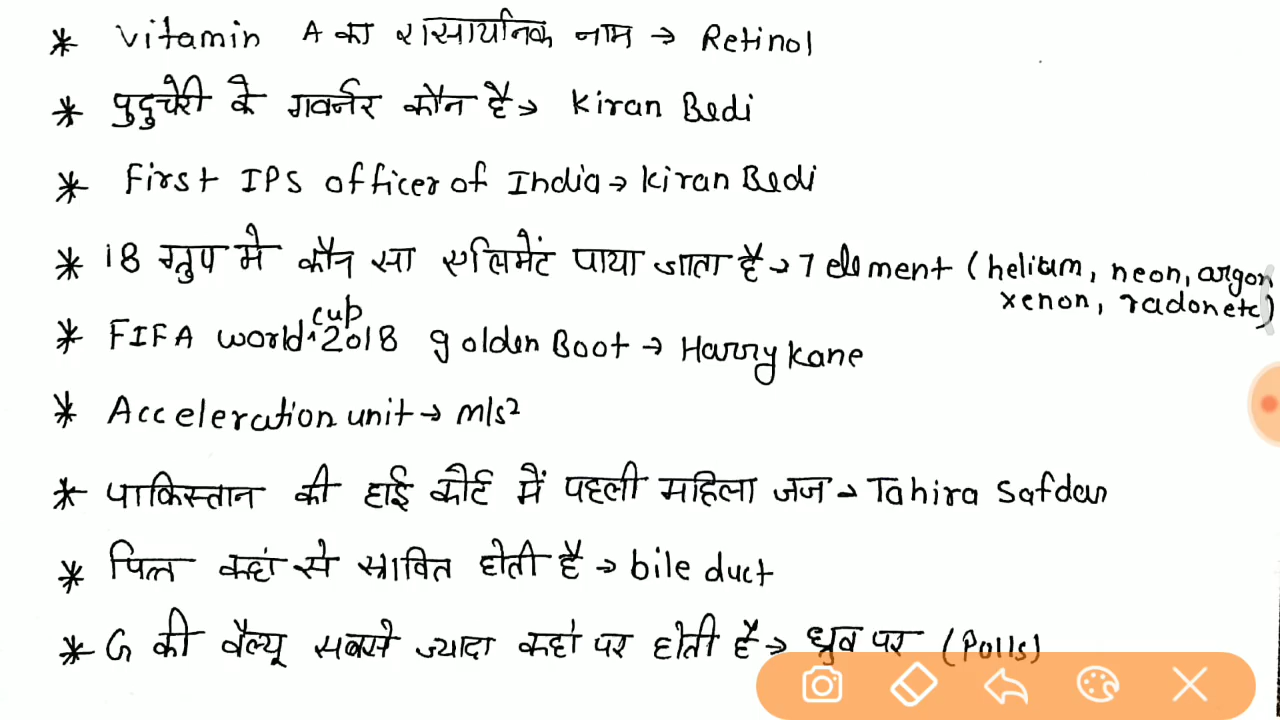 * Vitamin A का रासायनिक नाम → Retinol
* पुदुचेरी के गवर्नर कौन है → Kiran Bedi
* First IPS officer of India → Kiran Bedi
* 18 ग्रुप मे कौन सा एलिमेंट पाया जाता है → 7 element (helium, neon, argon
xenon, radon etc)
* FIFA world cup 2018 golden Boot → Harry Kane
* Acceleration unit → m/s²
* पाकिस्तान की हाई कोर्ट में पहली महिला जज → Tahira Safdar
* पित्त कहां से स्रावित होती है → bile duct
* G की वैल्यू सबसे ज्यादा कहां पर होती है → ध्रुव पर (Polls)